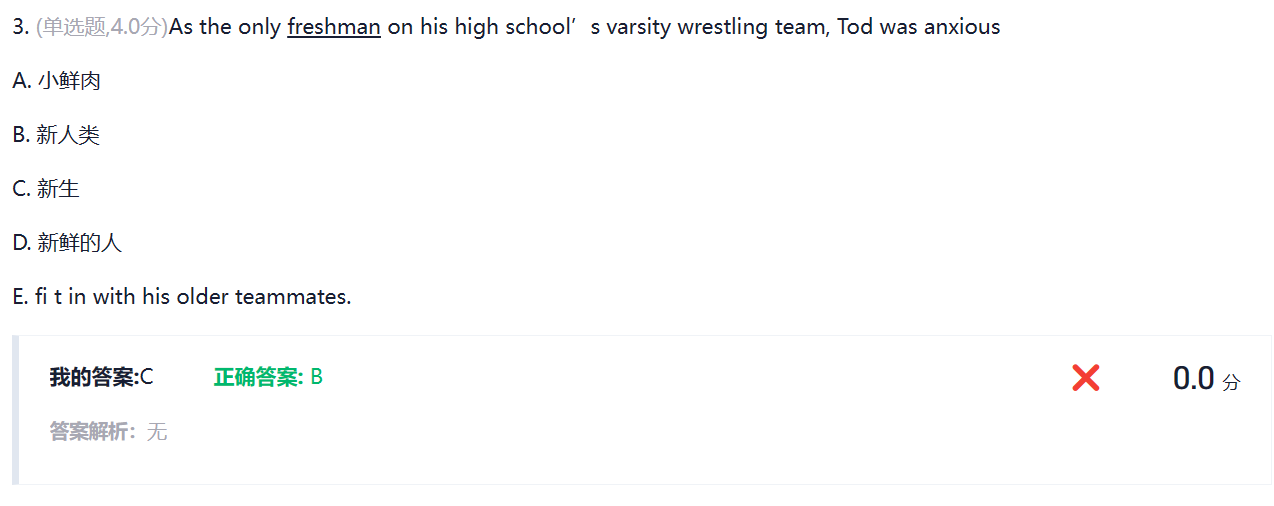 3. (单选题,4.0分)As the only freshman on his high school’s varsity wrestling team, Tod was anxious
A. 小鲜肉
B. 新人类
C. 新生
D. 新鲜的人
E. fi t in with his older teammates.
我的答案:C 正确答案: B 0.0 分
答案解析: 无